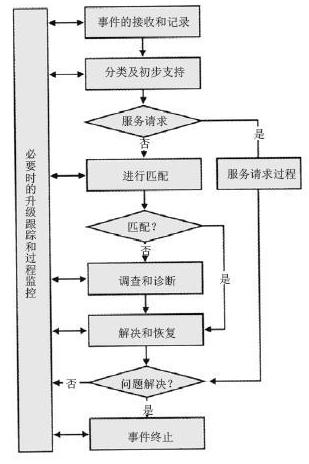 必要时的升级跟踪和过程监控
事件的接收和记录
分类及初步支持
服务请求
是
否
进行匹配
服务请求过程
匹配?
否
是
调查和诊断
解决和恢复
否
问题解决?
是
事件终止